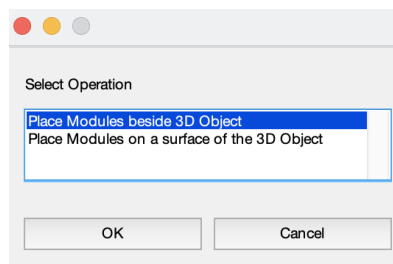 Select Operation
Place Modules beside 3D Object
Place Modules on a surface of the 3D Object
OK
Cancel